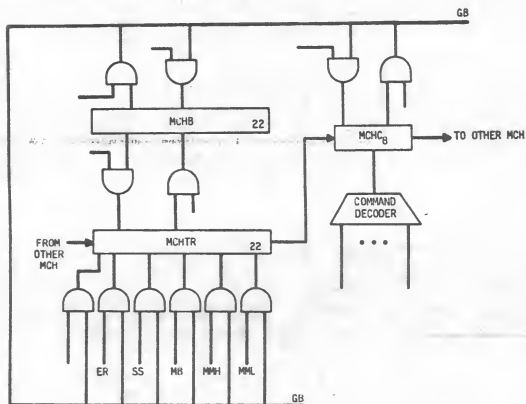 GB
MCHB
22
MCHC
8
TO OTHER MCH
COMMAND
DECODER
FROM
OTHER
MCH
MCHTR
22
ER
SS
MB
MMH
MML
GB